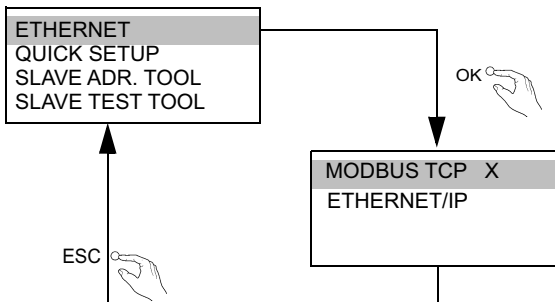 ETHERNET
QUICK SETUP
SLAVE ADR. TOOL
SLAVE TEST TOOL
OK
MODBUS TCP X
ETHERNET/IP
ESC